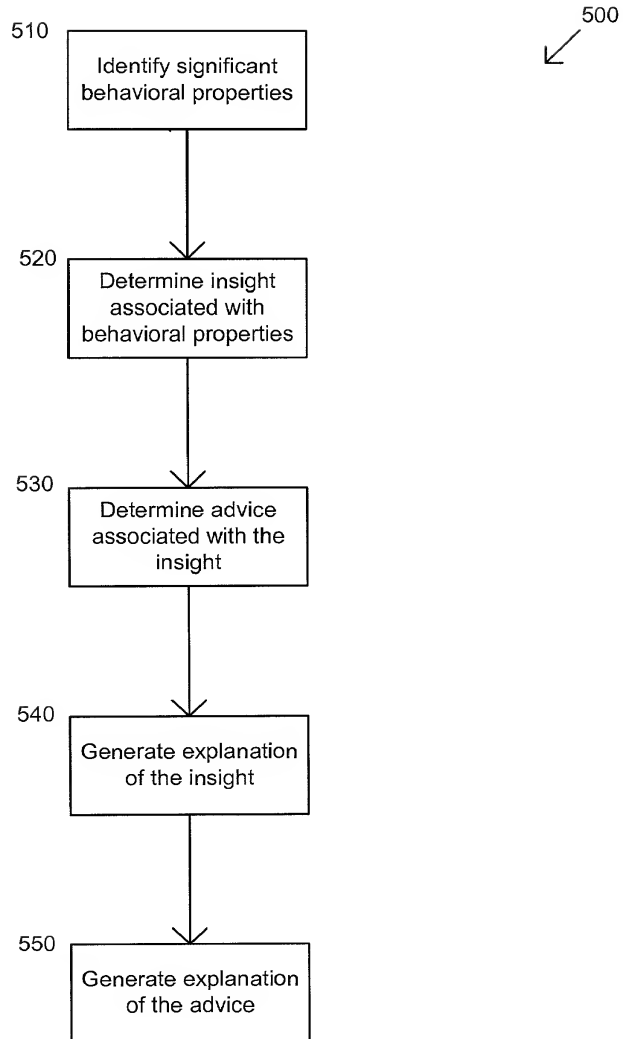 500
510
Identify significant
behavioral properties
520
Determine insight
associated with
behavioral properties
530
Determine advice
associated with the
insight
540
Generate explanation
of the insight
550
Generate explanation
of the advice